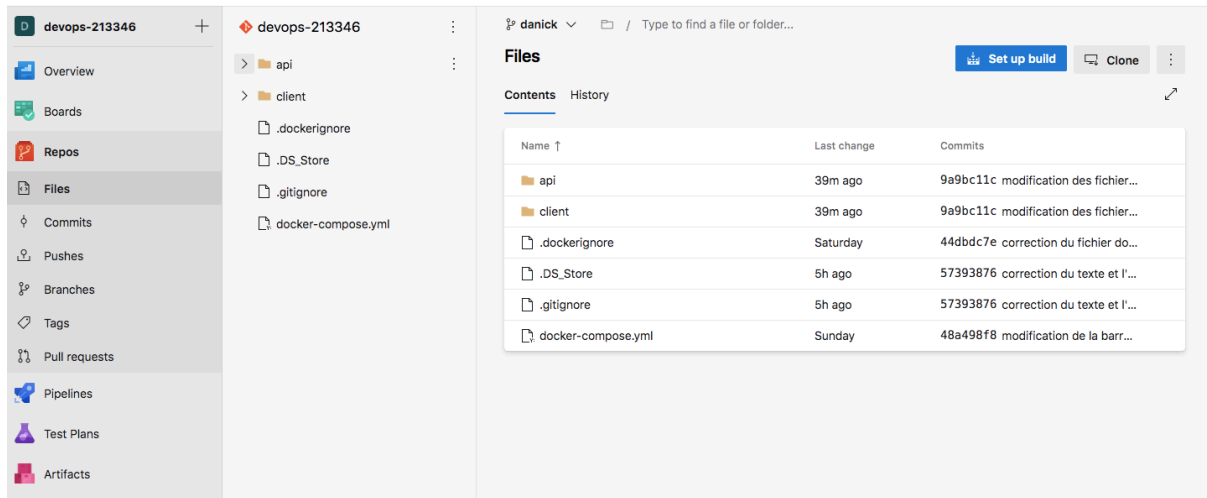 D devops-213346 +
Overview
Boards
Repos
Files
Commits
Pushes
Branches
Tags
Pull requests
Pipelines
Test Plans
Artifacts
devops-213346
api
client
.dockerignore
.DS_Store
.gitignore
docker-compose.yml
danick / Type to find a file or folder...
Files
Set up build Clone
Contents History
Name ↑ Last change Commits
api 39m ago 9a9bc11c modification des fichier...
client 39m ago 9a9bc11c modification des fichier...
.dockerignore Saturday 44dbdc7e correction du fichier do...
.DS_Store 5h ago 57393876 correction du texte et l'...
.gitignore 5h ago 57393876 correction du texte et l'...
docker-compose.yml Sunday 48a498f8 modification de la barr...